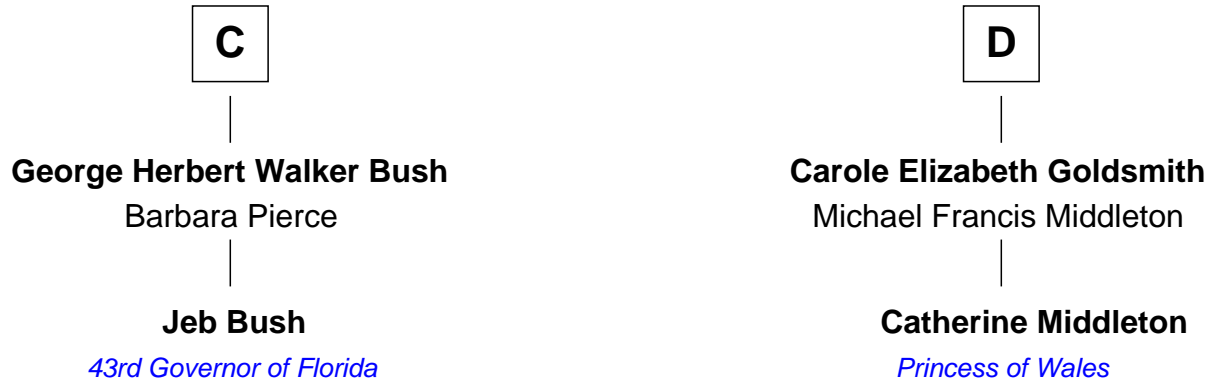 C
George Herbert Walker Bush
Barbara Pierce
Jeb Bush
43rd Governor of Florida
D
Carole Elizabeth Goldsmith
Michael Francis Middleton
Catherine Middleton
Princess of Wales